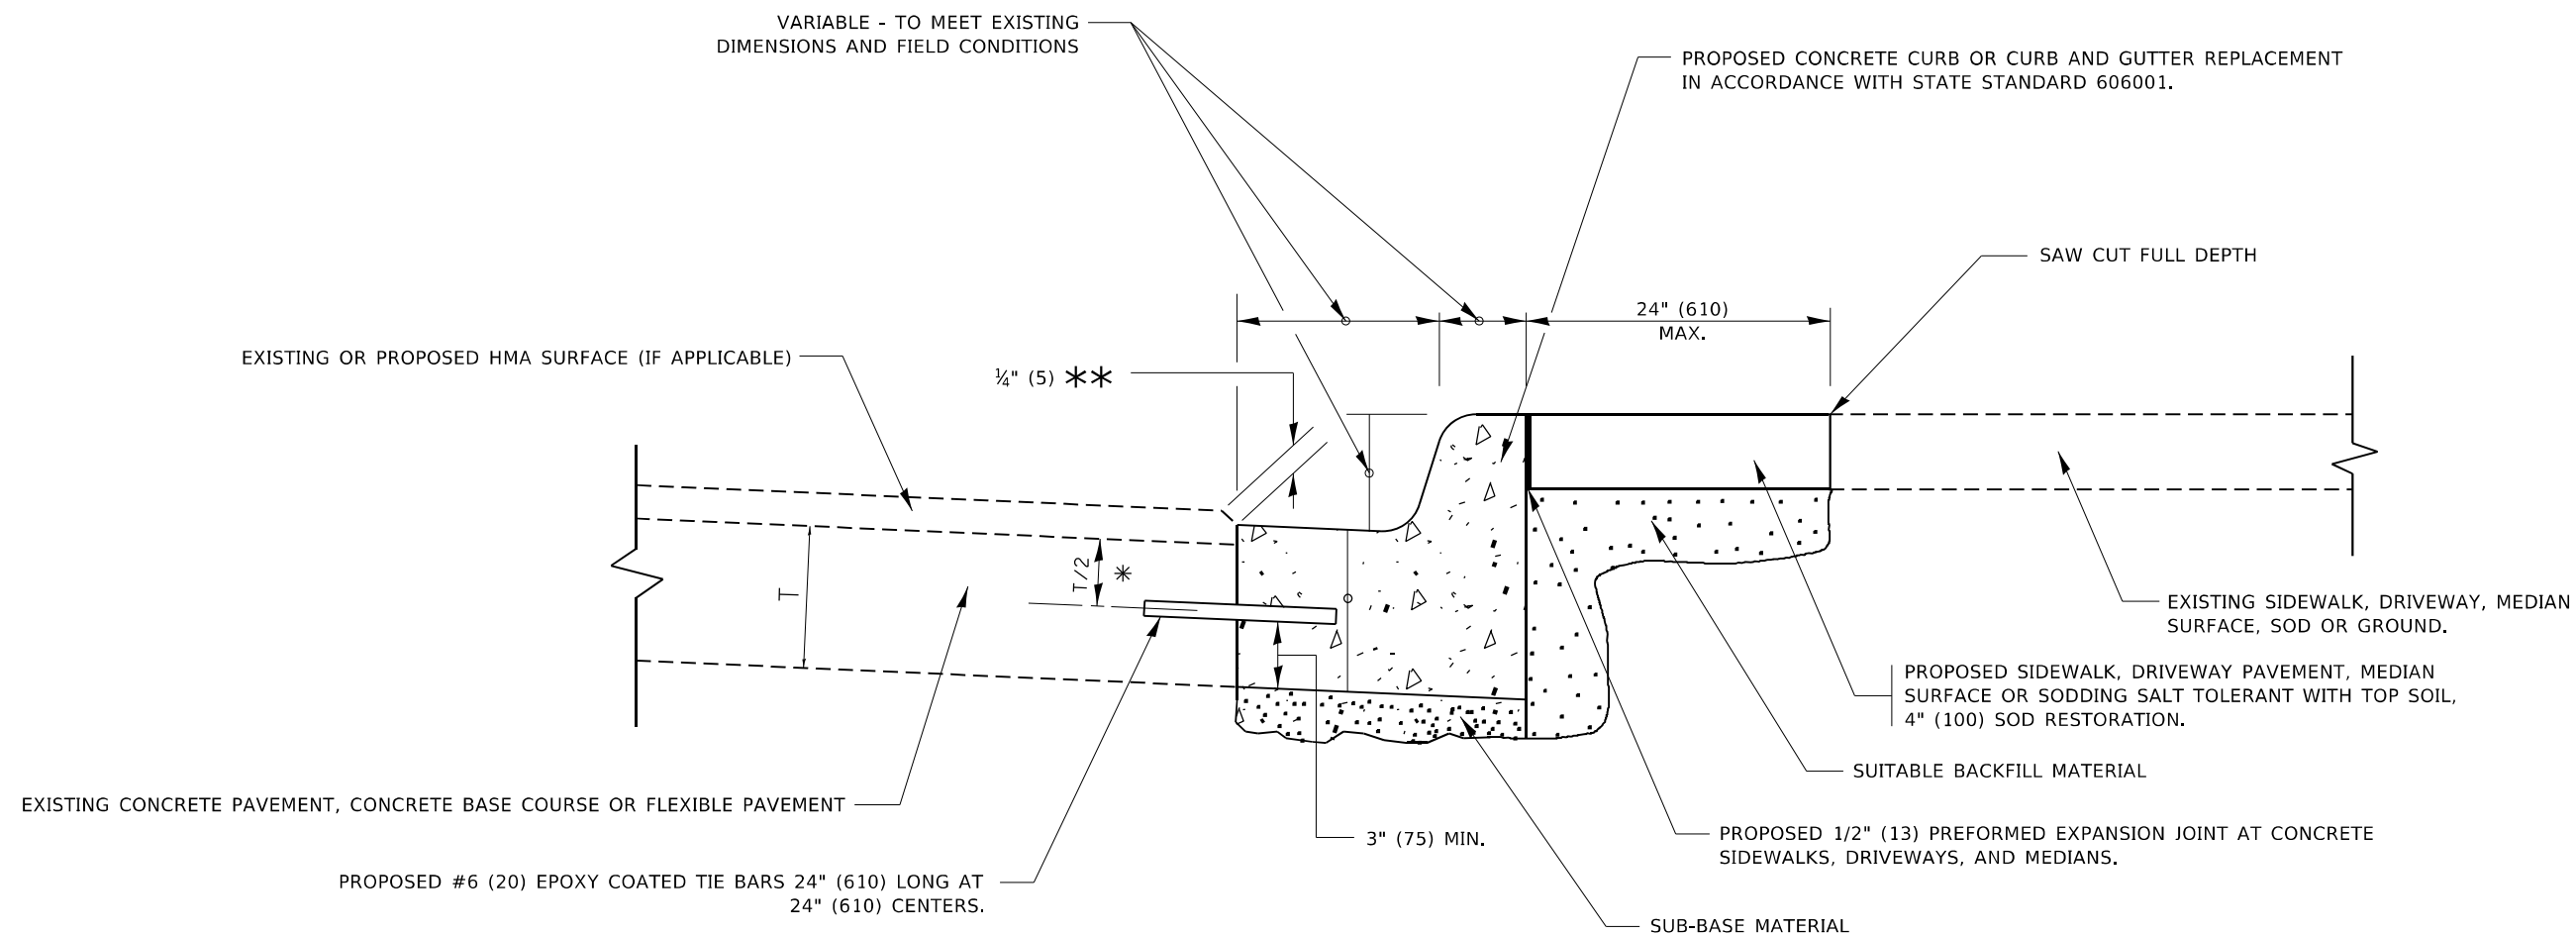 VARIABLE - TO MEET EXISTING
DIMENSIONS AND FIELD CONDITIONS
PROPOSED CONCRETE CURB OR CURB AND GUTTER REPLACEMENT
IN ACCORDANCE WITH STATE STANDARD 606001.
SAW CUT FULL DEPTH
24" (610)
MAX.
EXISTING OR PROPOSED HMA SURFACE (IF APPLICABLE)
¼" (5) **
T
T/2
*
EXISTING SIDEWALK, DRIVEWAY, MEDIAN
SURFACE, SOD OR GROUND.
PROPOSED SIDEWALK, DRIVEWAY PAVEMENT, MEDIAN
SURFACE OR SODDING SALT TOLERANT WITH TOP SOIL,
4" (100) SOD RESTORATION.
SUITABLE BACKFILL MATERIAL
EXISTING CONCRETE PAVEMENT, CONCRETE BASE COURSE OR FLEXIBLE PAVEMENT
3" (75) MIN.
PROPOSED 1/2" (13) PREFORMED EXPANSION JOINT AT CONCRETE
SIDEWALKS, DRIVEWAYS, AND MEDIANS.
PROPOSED #6 (20) EPOXY COATED TIE BARS 24" (610) LONG AT
24" (610) CENTERS.
SUB-BASE MATERIAL